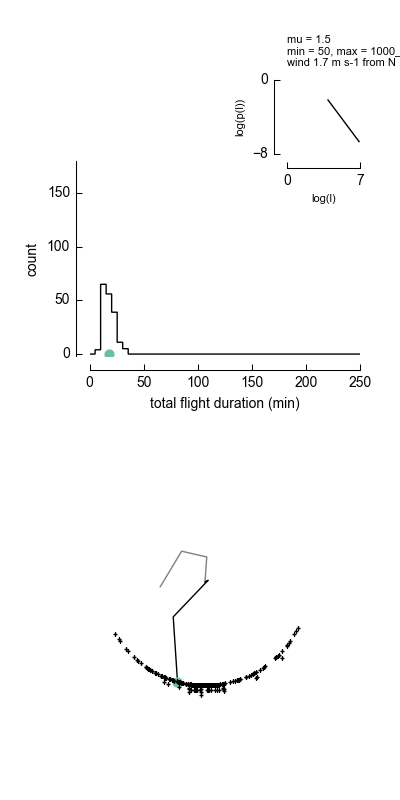 mu = 1.5
min = 50, max = 1000_
wind 1.7 m s-1 from N
0
−8
log(p(l))
0 7
log(l)
150
100
50
0
count
0 50 100 150 200 250
total flight duration (min)